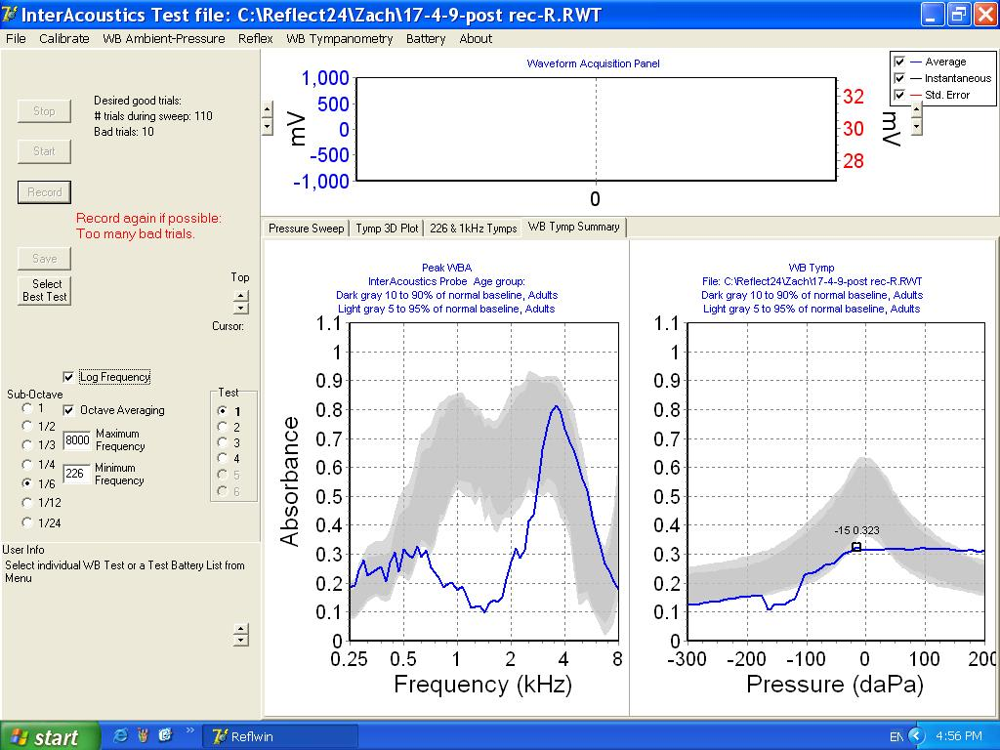 InterAcoustics Test file: C:\Reflect24\Zach\17-4-9-post rec-R.RWT
File Calibrate WB Ambient-Pressure Reflex WB Tympanometry Battery About
Stop
Desired good trials:
# trials during sweep: 110
Bad trials: 10
Start
Record
Record again if possible:
Too many bad trials.
Save
Select
Best Test
Top
Cursor:
Log Frequency
Sub-Octave
1
1/2
1/3
1/4
1/6
1/12
1/24
Octave Averaging
8000 Maximum
Frequency
226 Minimum
Frequency
Test
1
2
3
4
5
6
User Info
Select individual WB Test or a Test Battery List from
Menu
Waveform Acquisition Panel
mV
1,000
500
0
-500
-1,000
0
32
30
28
mV
Average
Instantaneous
Std. Error
Pressure Sweep Tymp 3D Plot 226 & 1kHz Tymps WB Tymp Summary
Peak WBA
InterAcoustics Probe Age group:
Dark gray 10 to 90% of normal baseline, Adults
Light gray 5 to 95% of normal baseline, Adults
Absorbance
1.1
1
0.9
0.8
0.7
0.6
0.5
0.4
0.3
0.2
0.1
0
0.25 0.5 1 2 4 8
Frequency (kHz)
WB Tymp
File: C:\Reflect24\Zach\17-4-9-post rec-R.RWT
Dark gray 10 to 90% of normal baseline, Adults
Light gray 5 to 95% of normal baseline, Adults
1.1
1
0.9
0.8
0.7
0.6
0.5
0.4
0.3
0.2
0.1
0
-15 0.323
-300 -200 -100 0 100 200
Pressure (daPa)
start
Reflwin
EN
4:56 PM